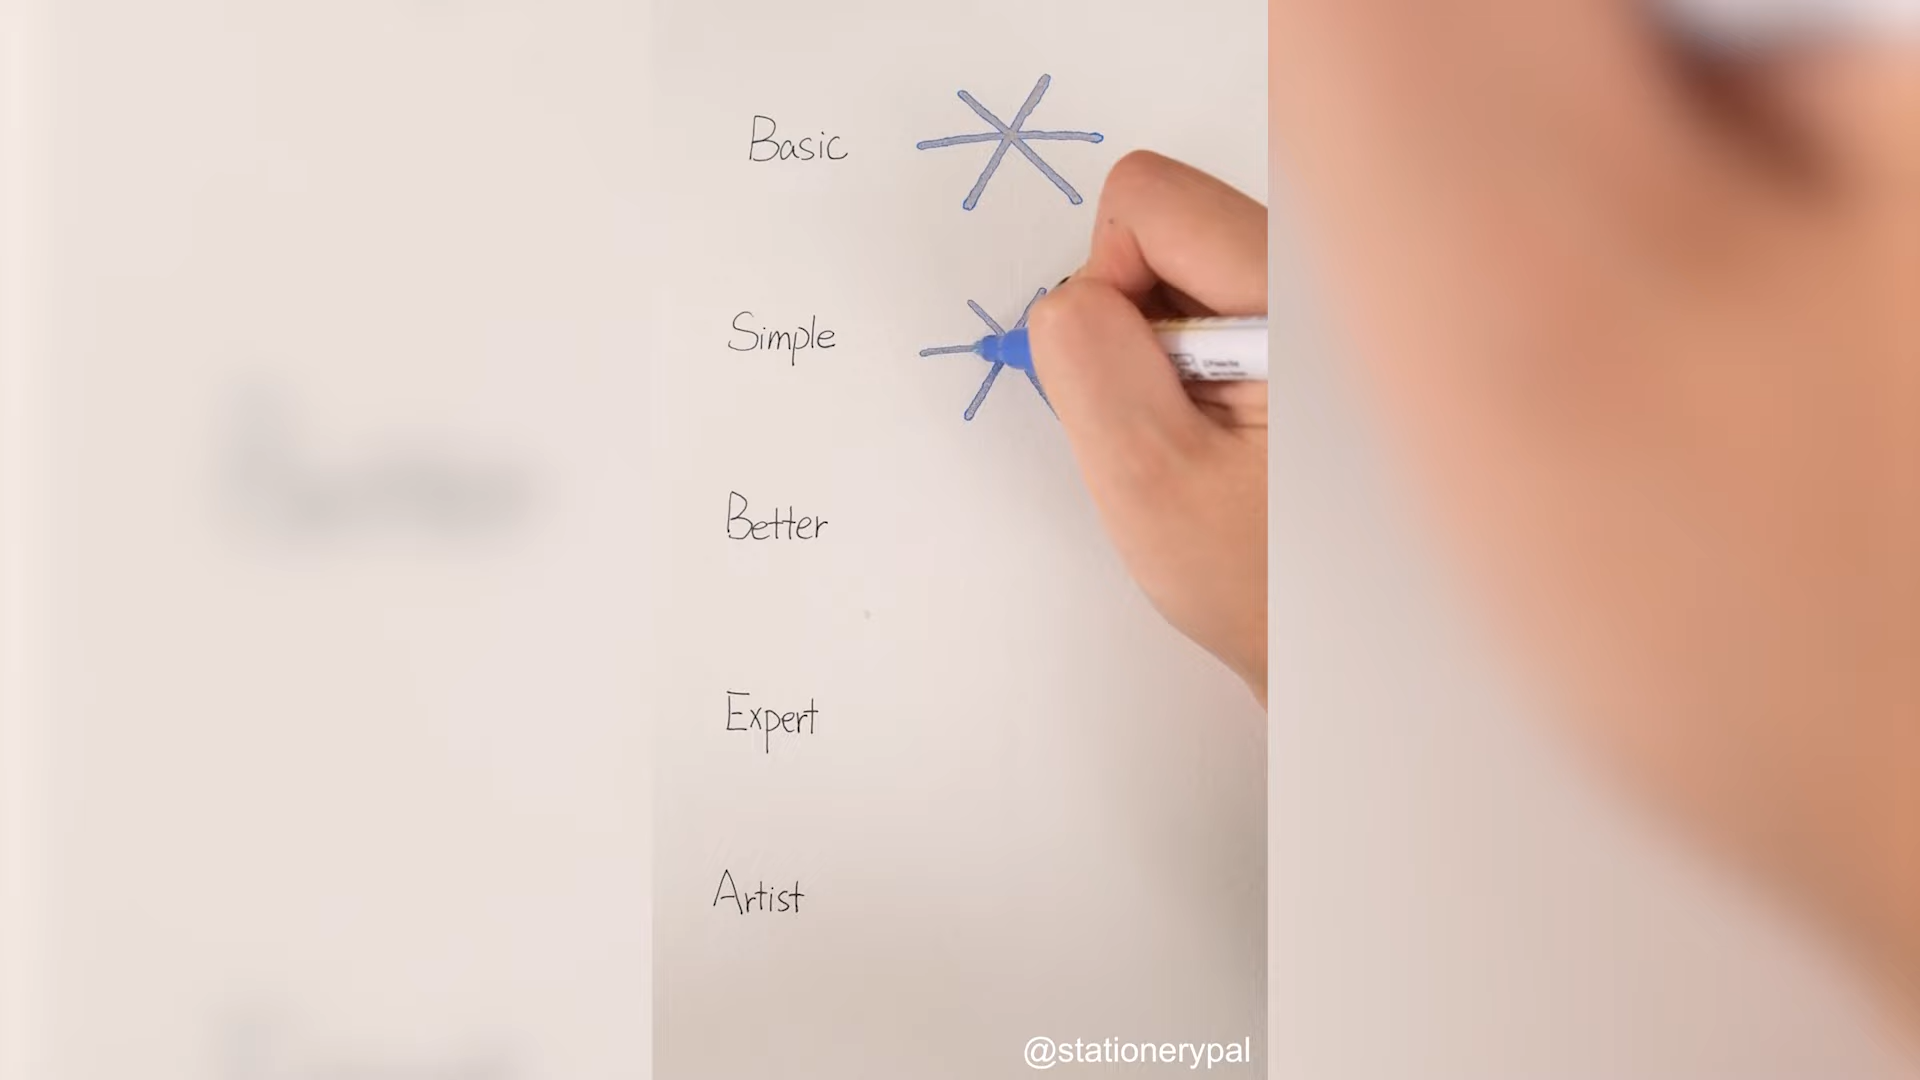 Basic
Simple
Better
Expert
Artist
@stationerypal